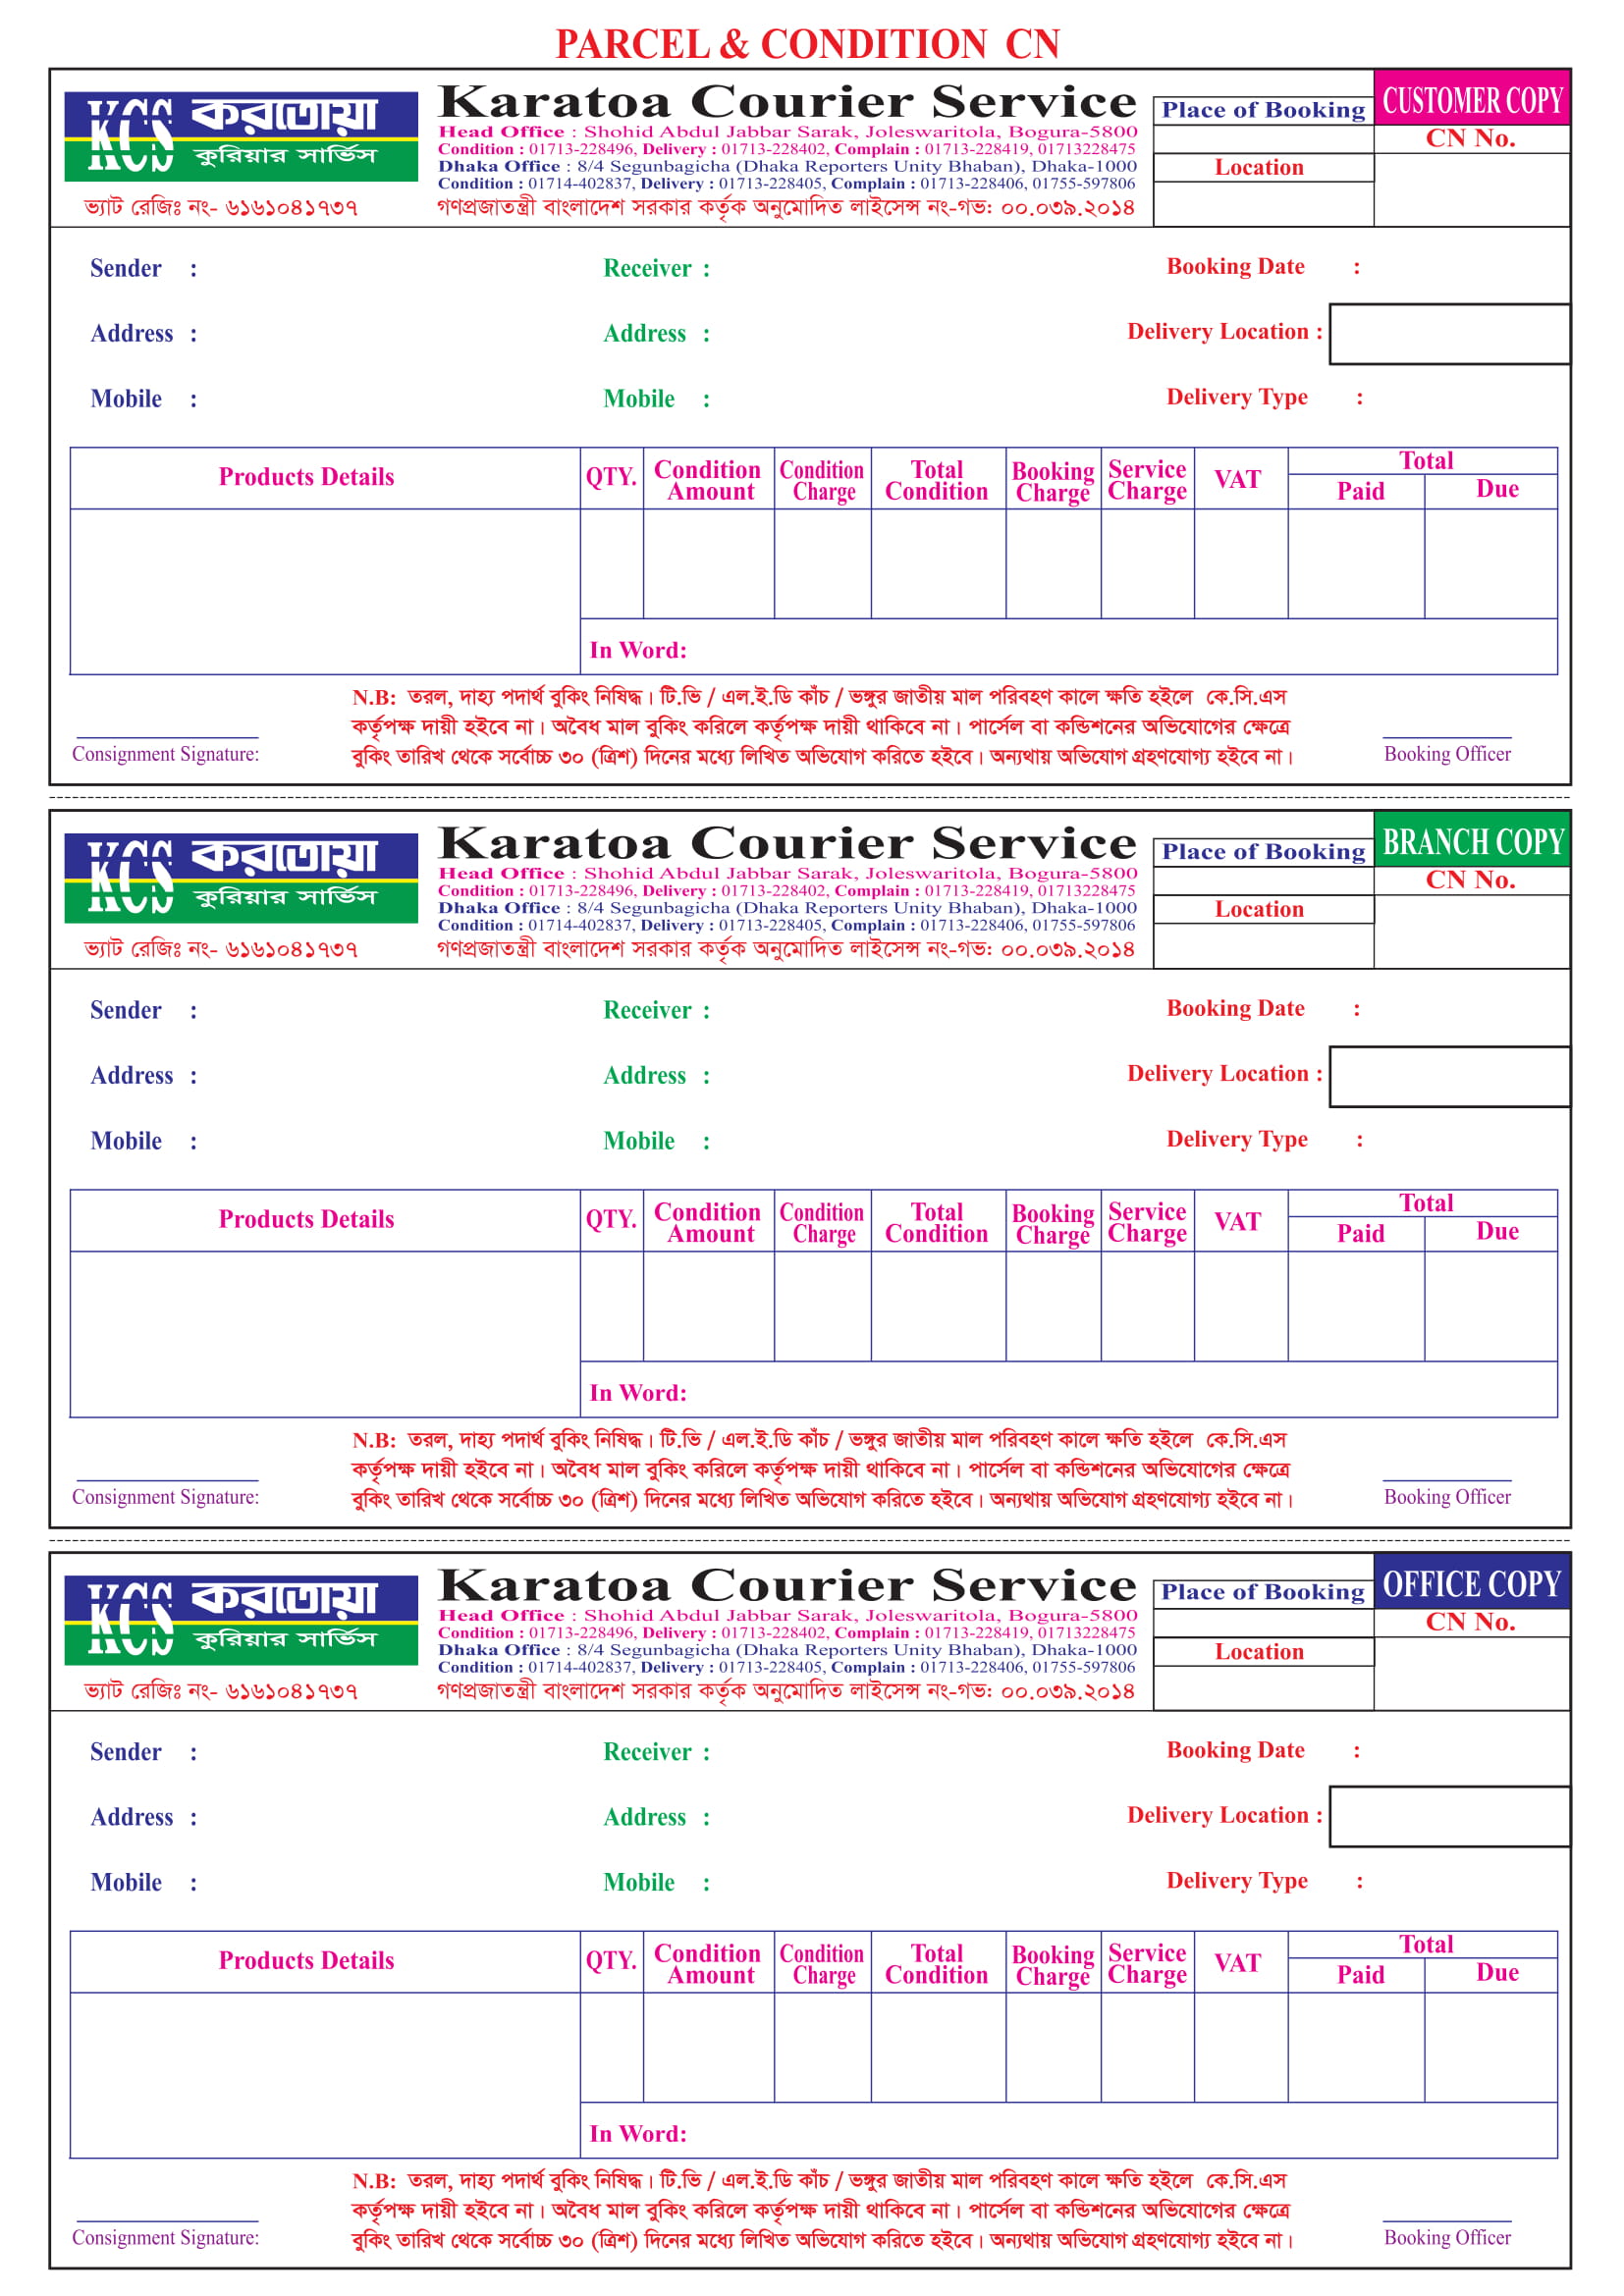 PARCEL & CONDITION CN
KCS করতোয়া
কুরিয়ার সার্ভিস
ভ্যাট রেজিঃ নং- ৬১৬১০৪১৭৩৭
Karatoa Courier Service
Head Office : Shohid Abdul Jabbar Sarak, Joleswaritola, Bogura-5800
Condition : 01713-228496, Delivery : 01713-228402, Complain : 01713-228419, 01713228475
Dhaka Office : 8/4 Segunbagicha (Dhaka Reporters Unity Bhaban), Dhaka-1000
Condition : 01714-402837, Delivery : 01713-228405, Complain : 01713-228406, 01755-597806
গণপ্রজাতন্ত্রী বাংলাদেশ সরকার কর্তৃক অনুমোদিত লাইসেন্স নং-গভ: ০০.০৩৯.২০১৪
Place of Booking
Location
CUSTOMER COPY
CN No.
Sender :
Receiver :
Booking Date :
Address :
Address :
Delivery Location :
Mobile :
Mobile :
Delivery Type :
Products Details
QTY.
Condition
Amount
Condition
Charge
Total
Condition
Booking
Charge
Service
Charge
VAT
Total
Paid
Due
In Word:
N.B: তরল, দাহ্য পদার্থ বুকিং নিষিদ্ধ। টি.ভি / এল.ই.ডি কাঁচ / ভঙ্গুর জাতীয় মাল পরিবহণ কালে ক্ষতি হইলে কে.সি.এস
কর্তৃপক্ষ দায়ী হইবে না। অবৈধ মাল বুকিং করিলে কর্তৃপক্ষ দায়ী থাকিবে না। পার্সেল বা কন্ডিশনের অভিযোগের ক্ষেত্রে
বুকিং তারিখ থেকে সর্বোচ্চ ৩০ (ত্রিশ) দিনের মধ্যে লিখিত অভিযোগ করিতে হইবে। অন্যথায় অভিযোগ গ্রহণযোগ্য হইবে না।
Consignment Signature:
Booking Officer
KCS করতোয়া
কুরিয়ার সার্ভিস
ভ্যাট রেজিঃ নং- ৬১৬১০৪১৭৩৭
Karatoa Courier Service
Head Office : Shohid Abdul Jabbar Sarak, Joleswaritola, Bogura-5800
Condition : 01713-228496, Delivery : 01713-228402, Complain : 01713-228419, 01713228475
Dhaka Office : 8/4 Segunbagicha (Dhaka Reporters Unity Bhaban), Dhaka-1000
Condition : 01714-402837, Delivery : 01713-228405, Complain : 01713-228406, 01755-597806
গণপ্রজাতন্ত্রী বাংলাদেশ সরকার কর্তৃক অনুমোদিত লাইসেন্স নং-গভ: ০০.০৩৯.২০১৪
Place of Booking
Location
BRANCH COPY
CN No.
Sender :
Receiver :
Booking Date :
Address :
Address :
Delivery Location :
Mobile :
Mobile :
Delivery Type :
Products Details
QTY.
Condition
Amount
Condition
Charge
Total
Condition
Booking
Charge
Service
Charge
VAT
Total
Paid
Due
In Word:
N.B: তরল, দাহ্য পদার্থ বুকিং নিষিদ্ধ। টি.ভি / এল.ই.ডি কাঁচ / ভঙ্গুর জাতীয় মাল পরিবহণ কালে ক্ষতি হইলে কে.সি.এস
কর্তৃপক্ষ দায়ী হইবে না। অবৈধ মাল বুকিং করিলে কর্তৃপক্ষ দায়ী থাকিবে না। পার্সেল বা কন্ডিশনের অভিযোগের ক্ষেত্রে
বুকিং তারিখ থেকে সর্বোচ্চ ৩০ (ত্রিশ) দিনের মধ্যে লিখিত অভিযোগ করিতে হইবে। অন্যথায় অভিযোগ গ্রহণযোগ্য হইবে না।
Consignment Signature:
Booking Officer
KCS করতোয়া
কুরিয়ার সার্ভিস
ভ্যাট রেজিঃ নং- ৬১৬১০৪১৭৩৭
Karatoa Courier Service
Head Office : Shohid Abdul Jabbar Sarak, Joleswaritola, Bogura-5800
Condition : 01713-228496, Delivery : 01713-228402, Complain : 01713-228419, 01713228475
Dhaka Office : 8/4 Segunbagicha (Dhaka Reporters Unity Bhaban), Dhaka-1000
Condition : 01714-402837, Delivery : 01713-228405, Complain : 01713-228406, 01755-597806
গণপ্রজাতন্ত্রী বাংলাদেশ সরকার কর্তৃক অনুমোদিত লাইসেন্স নং-গভ: ০০.০৩৯.২০১৪
Place of Booking
Location
OFFICE COPY
CN No.
Sender :
Receiver :
Booking Date :
Address :
Address :
Delivery Location :
Mobile :
Mobile :
Delivery Type :
Products Details
QTY.
Condition
Amount
Condition
Charge
Total
Condition
Booking
Charge
Service
Charge
VAT
Total
Paid
Due
In Word:
N.B: তরল, দাহ্য পদার্থ বুকিং নিষিদ্ধ। টি.ভি / এল.ই.ডি কাঁচ / ভঙ্গুর জাতীয় মাল পরিবহণ কালে ক্ষতি হইলে কে.সি.এস
কর্তৃপক্ষ দায়ী হইবে না। অবৈধ মাল বুকিং করিলে কর্তৃপক্ষ দায়ী থাকিবে না। পার্সেল বা কন্ডিশনের অভিযোগের ক্ষেত্রে
বুকিং তারিখ থেকে সর্বোচ্চ ৩০ (ত্রিশ) দিনের মধ্যে লিখিত অভিযোগ করিতে হইবে। অন্যথায় অভিযোগ গ্রহণযোগ্য হইবে না।
Consignment Signature:
Booking Officer